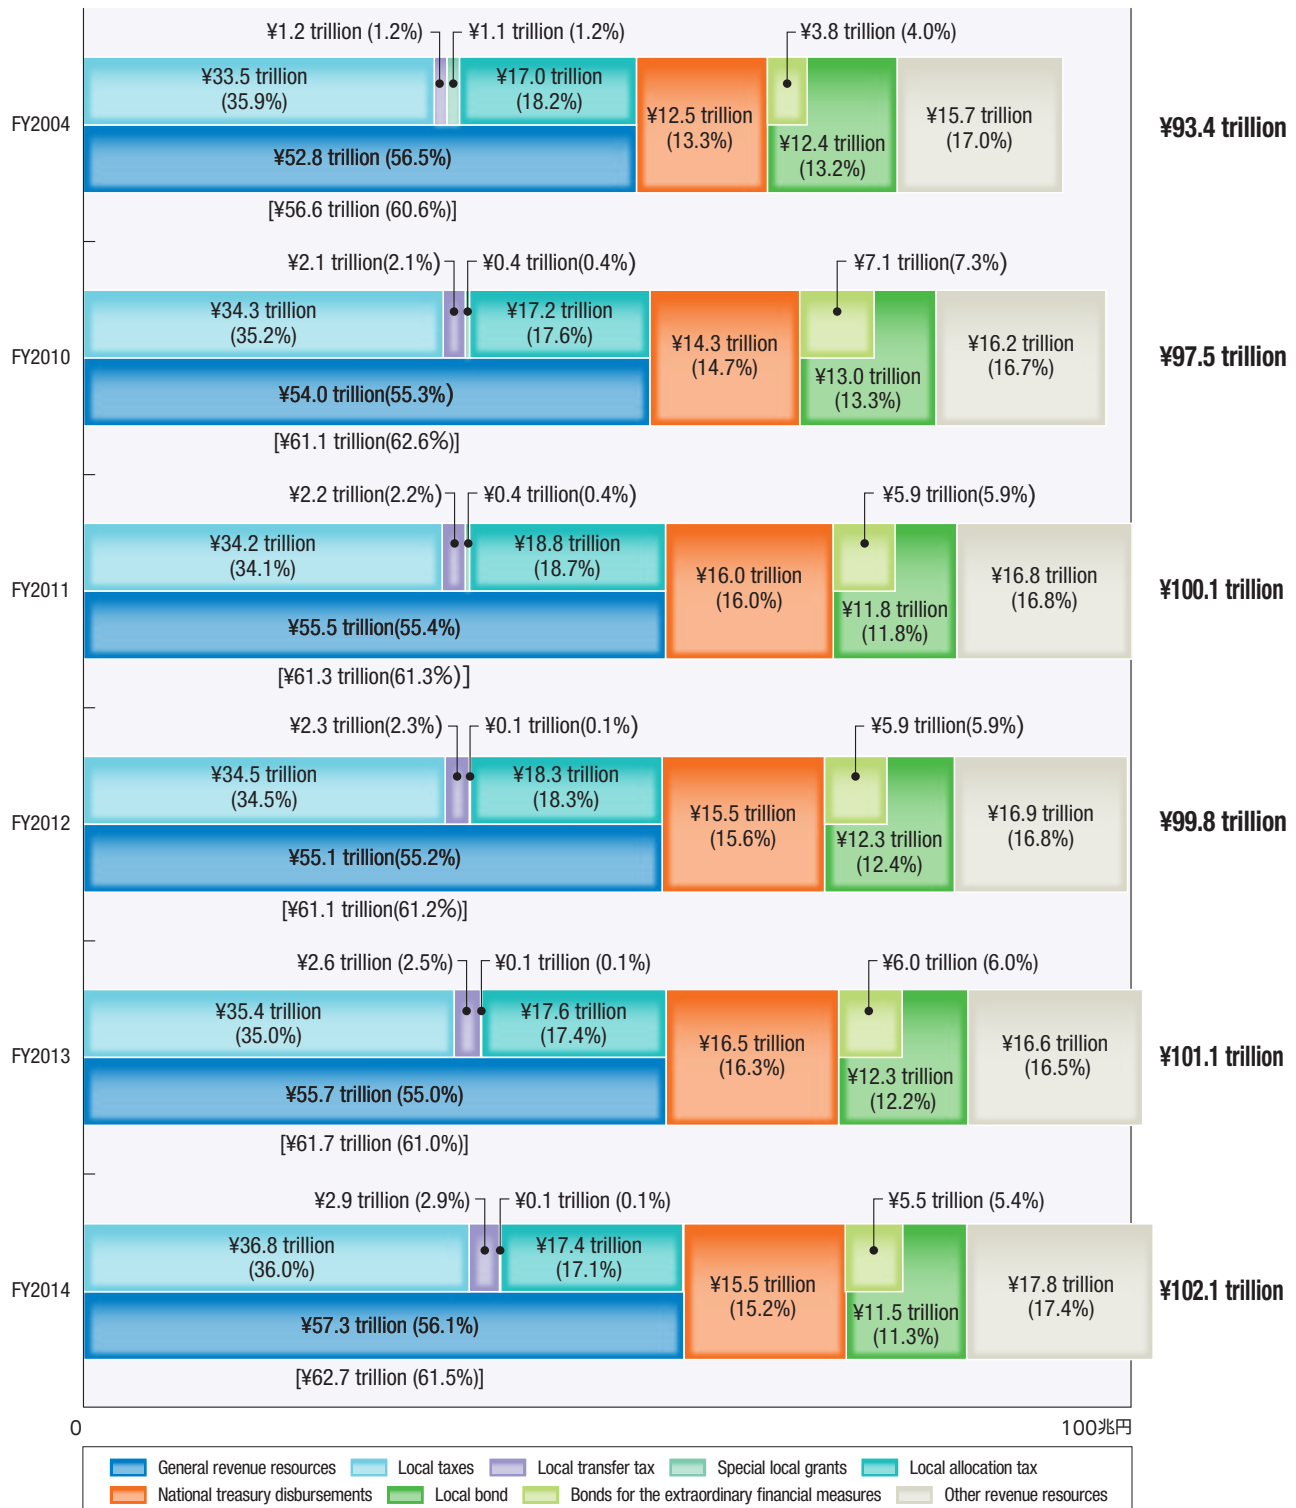 ¥1.2 trillion (1.2%) ¥1.1 trillion (1.2%) ¥3.8 trillion (4.0%)
¥33.5 trillion
(35.9%)
¥17.0 trillion
(18.2%)
¥12.5 trillion
(13.3%)
¥12.4 trillion
(13.2%)
¥15.7 trillion
(17.0%)
FY2004
¥93.4 trillion
¥52.8 trillion (56.5%)
[¥56.6 trillion (60.6%)]
¥2.1 trillion(2.1%) ¥0.4 trillion(0.4%) ¥7.1 trillion(7.3%)
¥34.3 trillion
(35.2%)
¥17.2 trillion
(17.6%)
¥14.3 trillion
(14.7%)
¥13.0 trillion
(13.3%)
¥16.2 trillion
(16.7%)
FY2010
¥97.5 trillion
¥54.0 trillion(55.3%)
[¥61.1 trillion(62.6%)]
¥2.2 trillion(2.2%) ¥0.4 trillion(0.4%) ¥5.9 trillion(5.9%)
¥34.2 trillion
(34.1%)
¥18.8 trillion
(18.7%)
¥16.0 trillion
(16.0%)
¥11.8 trillion
(11.8%)
¥16.8 trillion
(16.8%)
FY2011
¥100.1 trillion
¥55.5 trillion(55.4%)
[¥61.3 trillion(61.3%)]
¥2.3 trillion(2.3%) ¥0.1 trillion(0.1%) ¥5.9 trillion(5.9%)
¥34.5 trillion
(34.5%)
¥18.3 trillion
(18.3%)
¥15.5 trillion
(15.6%)
¥12.3 trillion
(12.4%)
¥16.9 trillion
(16.8%)
FY2012
¥99.8 trillion
¥55.1 trillion(55.2%)
[¥61.1 trillion(61.2%)]
¥2.6 trillion (2.5%) ¥0.1 trillion (0.1%) ¥6.0 trillion (6.0%)
¥35.4 trillion
(35.0%)
¥17.6 trillion
(17.4%)
¥16.5 trillion
(16.3%)
¥12.3 trillion
(12.2%)
¥16.6 trillion
(16.5%)
FY2013
¥101.1 trillion
¥55.7 trillion (55.0%)
[¥61.7 trillion (61.0%)]
¥2.9 trillion (2.9%) ¥0.1 trillion (0.1%) ¥5.5 trillion (5.4%)
¥36.8 trillion
(36.0%)
¥17.4 trillion
(17.1%)
¥15.5 trillion
(15.2%)
¥11.5 trillion
(11.3%)
¥17.8 trillion
(17.4%)
FY2014
¥102.1 trillion
¥57.3 trillion (56.1%)
[¥62.7 trillion (61.5%)]
0 100兆円
General revenue resources Local taxes Local transfer tax Special local grants Local allocation tax
National treasury disbursements Local bond Bonds for the extraordinary financial measures Other revenue resources